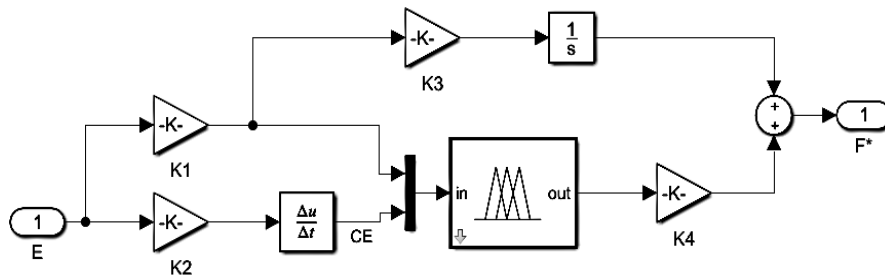 -K-
K3
1
s
-K-
K1
+
+
1
F*
in
out
-K-
K4
1
E
-K-
K2
Δu
Δt
CE